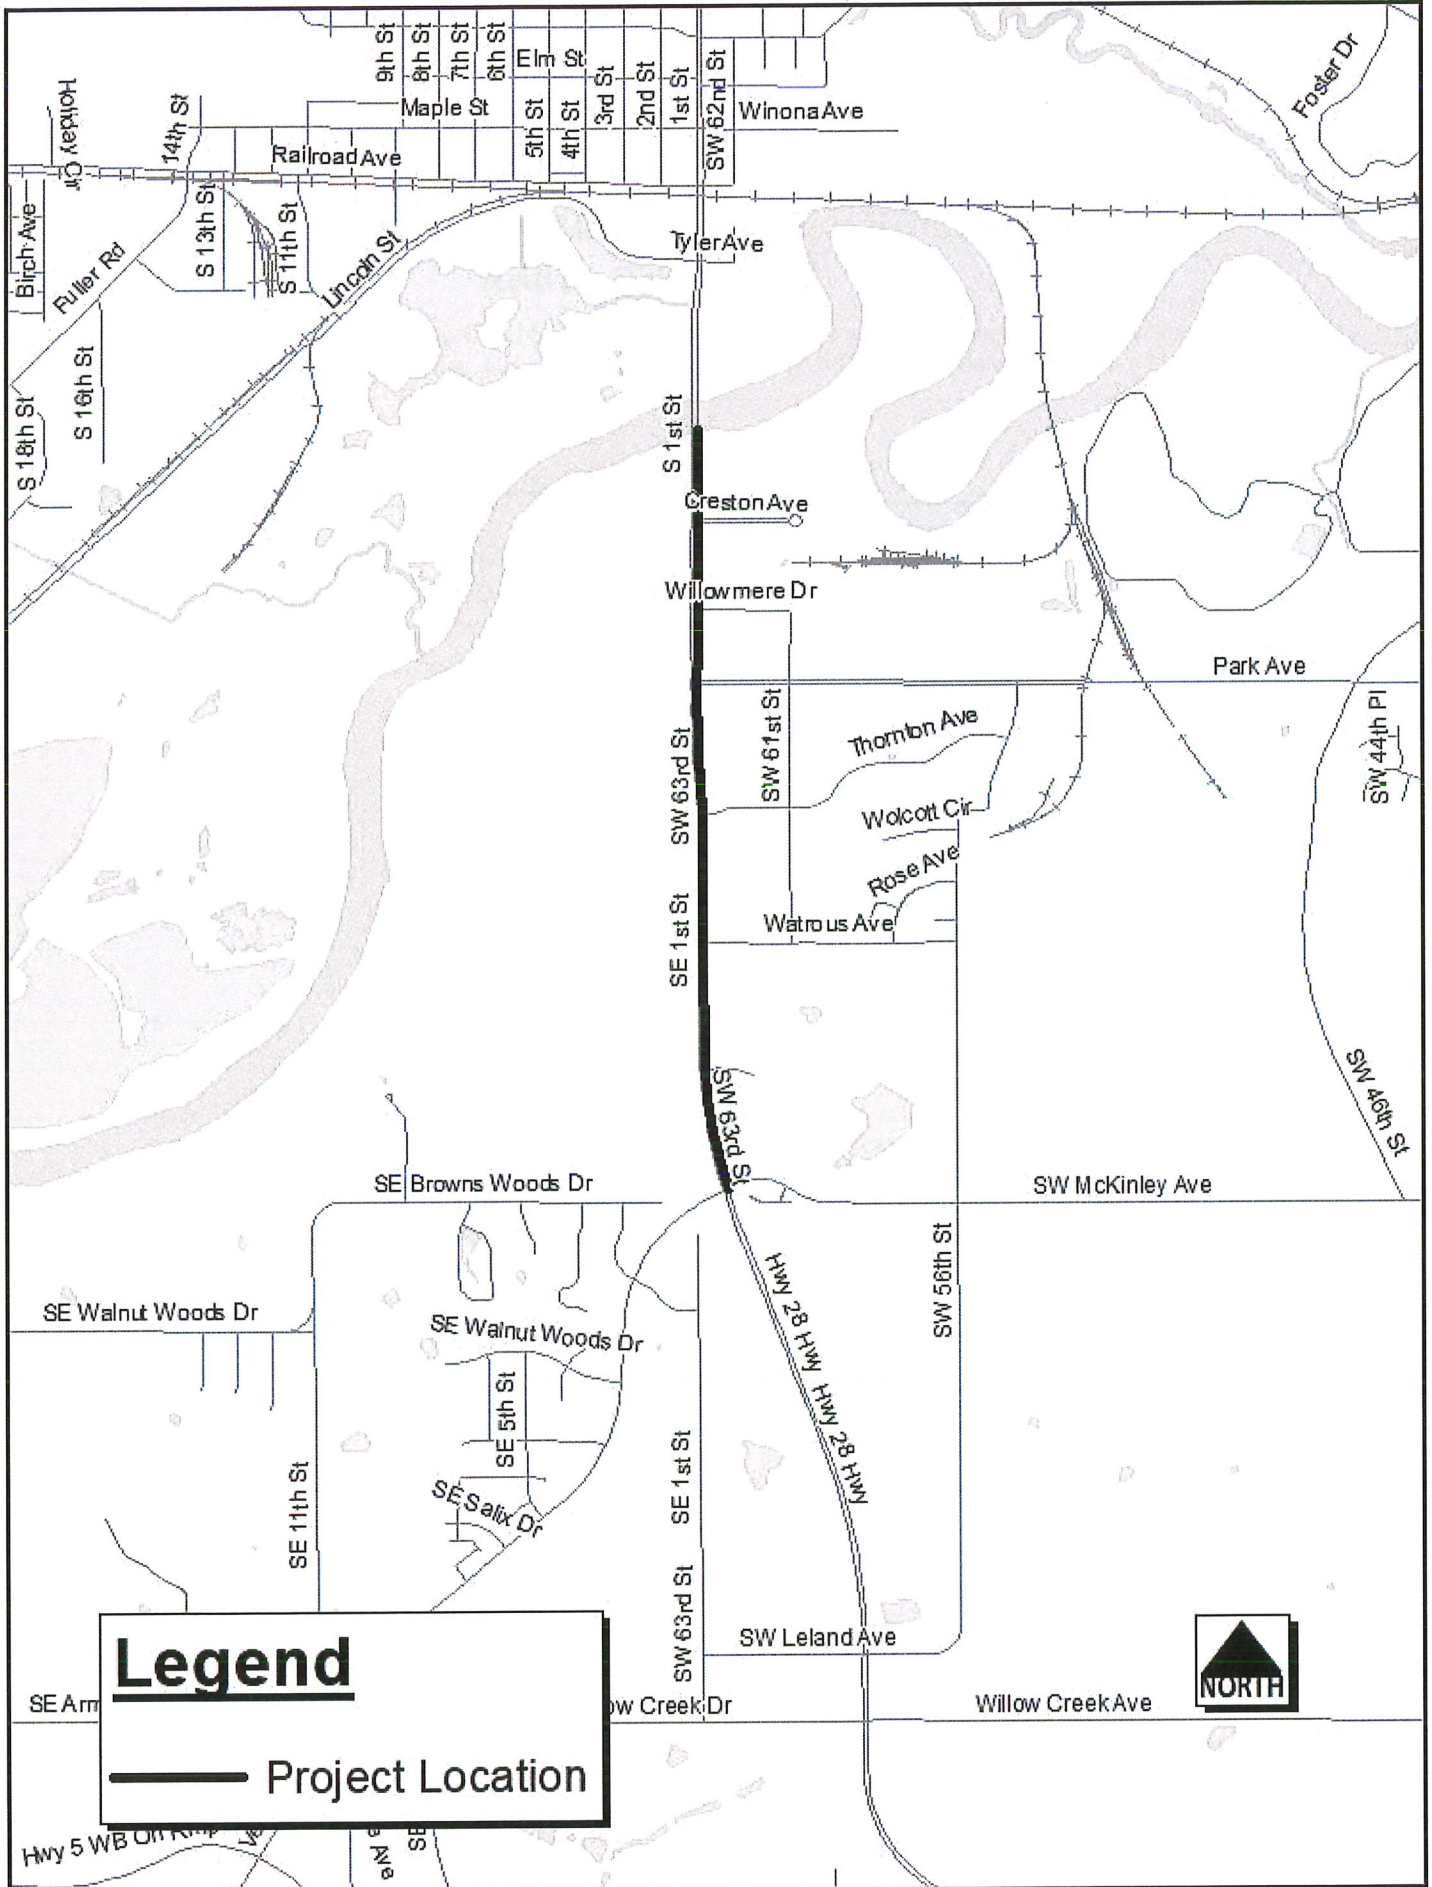 9th St
8th St
7th St
6th St
Elm St
5th St
4th St
3rd St
2nd St
1st St
SW 62nd St
Winona Ave
Foster Dr
Holiday Cir
14th St
Maple St
Railroad Ave
Birch Ave
Fuller Rd
S 13th St
S 11th St
Lincoln St
Tyler Ave
S 16th St
S 18th St
S 1st St
Creston Ave
Willowmere Dr
Park Ave
SW 61st St
SW 63rd St
Thornton Ave
SW 44th Pl
Wolcott Cir
Rose Ave
Watrous Ave
SE 1st St
SW 63rd St
SW 46th St
SE Browns Woods Dr
SW McKinley Ave
SE Walnut Woods Dr
SE Walnut Woods Dr
SW 56th St
Hwy 28 Hwy
Hwy 28 Hwy
SE 5th St
SE Salix Dr
SE 11th St
SE 1st St
SW 63rd St
SW Leland Ave
NORTH
Legend
Project Location
SE Arm
ow Creek Dr
Willow Creek Ave
Hwy 5 WB
Ave
SE